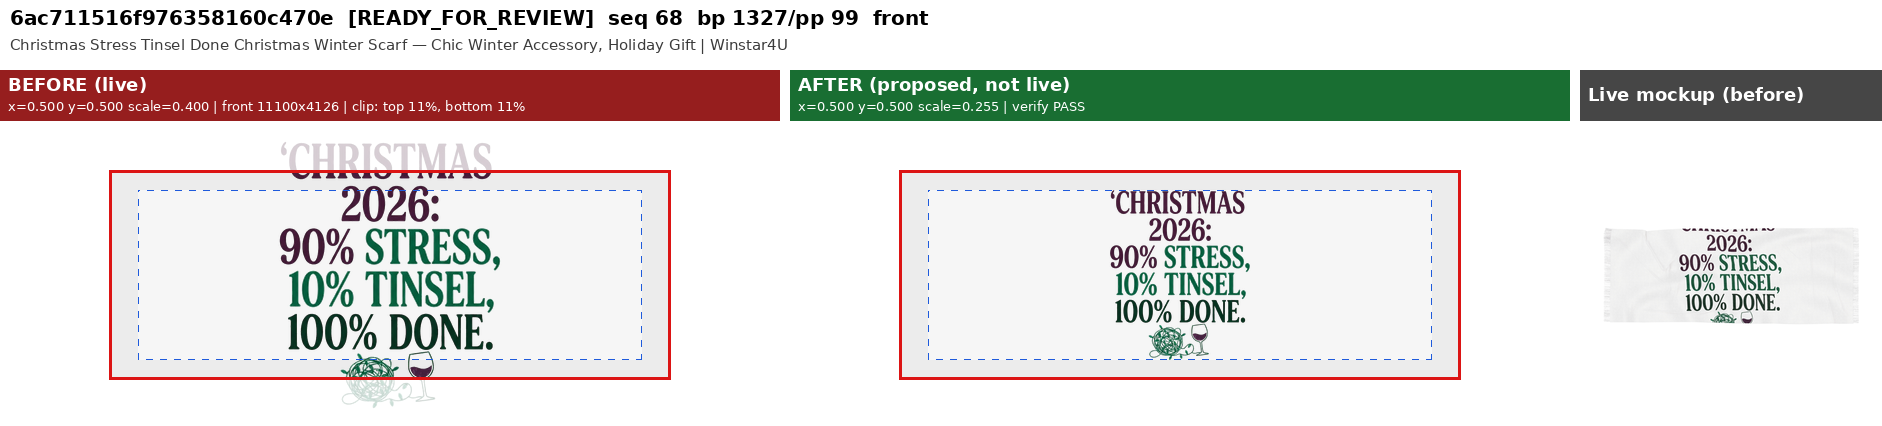 6ac711516f976358160c470e [READY_FOR_REVIEW] seq 68 bp 1327/pp 99 front
Christmas Stress Tinsel Done Christmas Winter Scarf — Chic Winter Accessory, Holiday Gift | Winstar4U
BEFORE (live)
x=0.500 y=0.500 scale=0.400 | front 11100x4126 | clip: top 11%, bottom 11%
‘CHRISTMAS
2026:
90% STRESS,
10% TINSEL,
100% DONE.
AFTER (proposed, not live)
x=0.500 y=0.500 scale=0.255 | verify PASS
‘CHRISTMAS
2026:
90% STRESS,
10% TINSEL,
100% DONE.
Live mockup (before)
CHRISTMAS
2026:
90% STRESS,
10% TINSEL,
100% DONE.